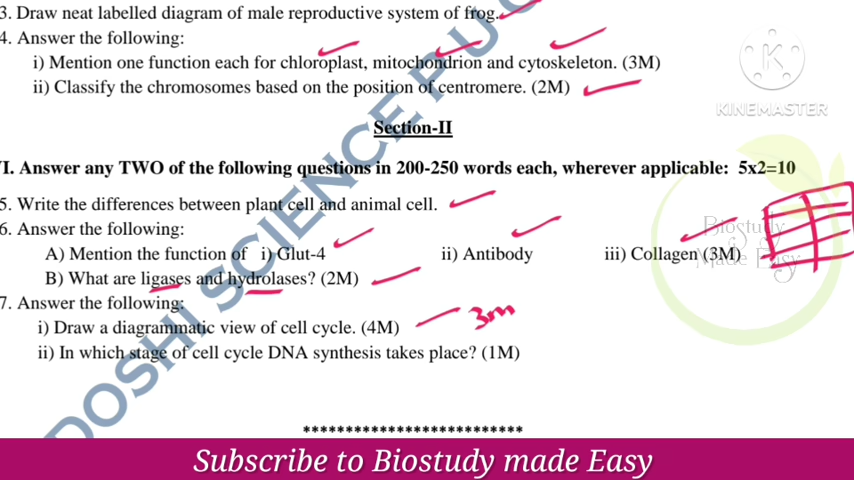 3. Draw neat labelled diagram of male reproductive system of frog.
4. Answer the following:
i) Mention one function each for chloroplast, mitochondrion and cytoskeleton. (3M)
ii) Classify the chromosomes based on the position of centromere. (2M)
KINEMASTER
Section-II
VI. Answer any TWO of the following questions in 200-250 words each, wherever applicable: 5x2=10
5. Write the differences between plant cell and animal cell.
6. Answer the following:
A) Mention the function of i) Glut-4 ii) Antibody iii) Collagen (3M)
Biostudy
Made Easy
B) What are ligases and hydrolases? (2M)
7. Answer the following:
3m
i) Draw a diagrammatic view of cell cycle. (4M)
ii) In which stage of cell cycle DNA synthesis takes place? (1M)
DOSHI SCIENCE PU C
**************************
Subscribe to Biostudy made Easy